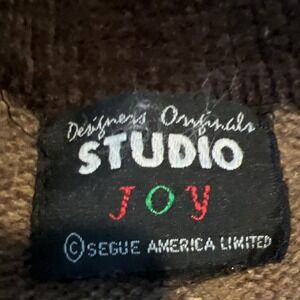 Designers Originals
STUDIO
JOY
© SEGUE AMERICA LIMITED